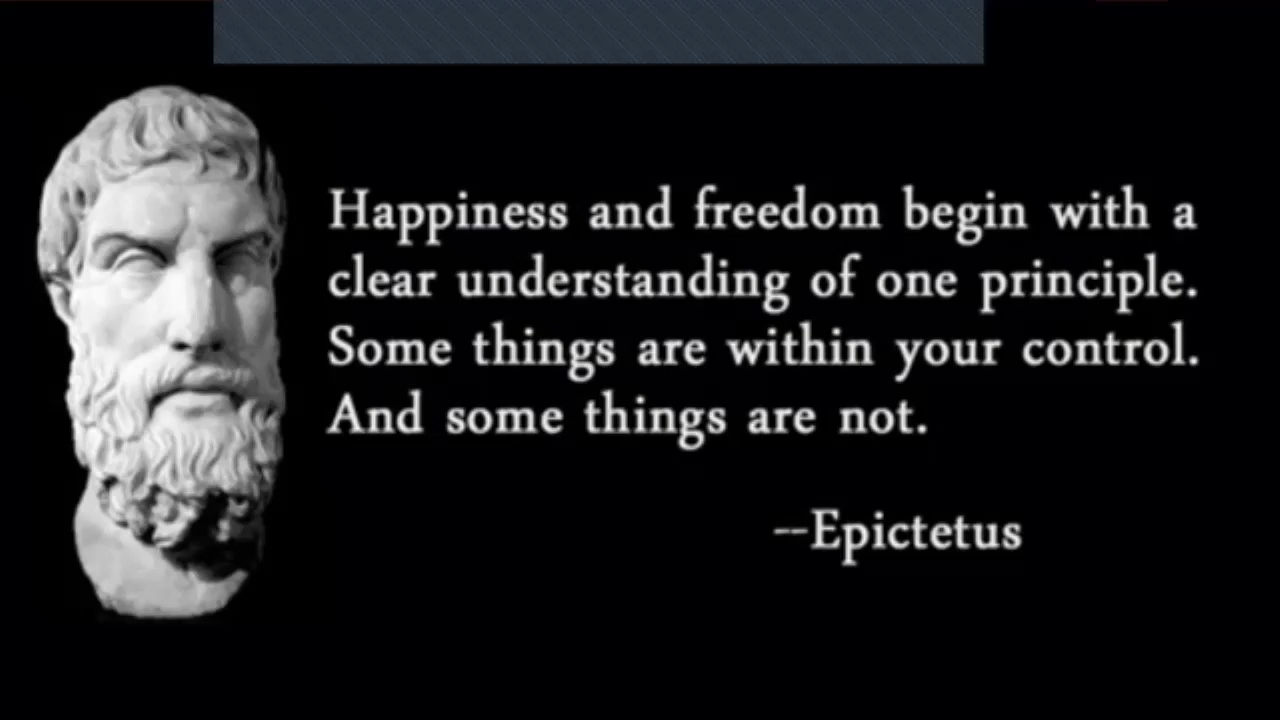 Happiness and freedom begin with a
clear understanding of one principle.
Some things are within your control.
And some things are not.
--Epictetus